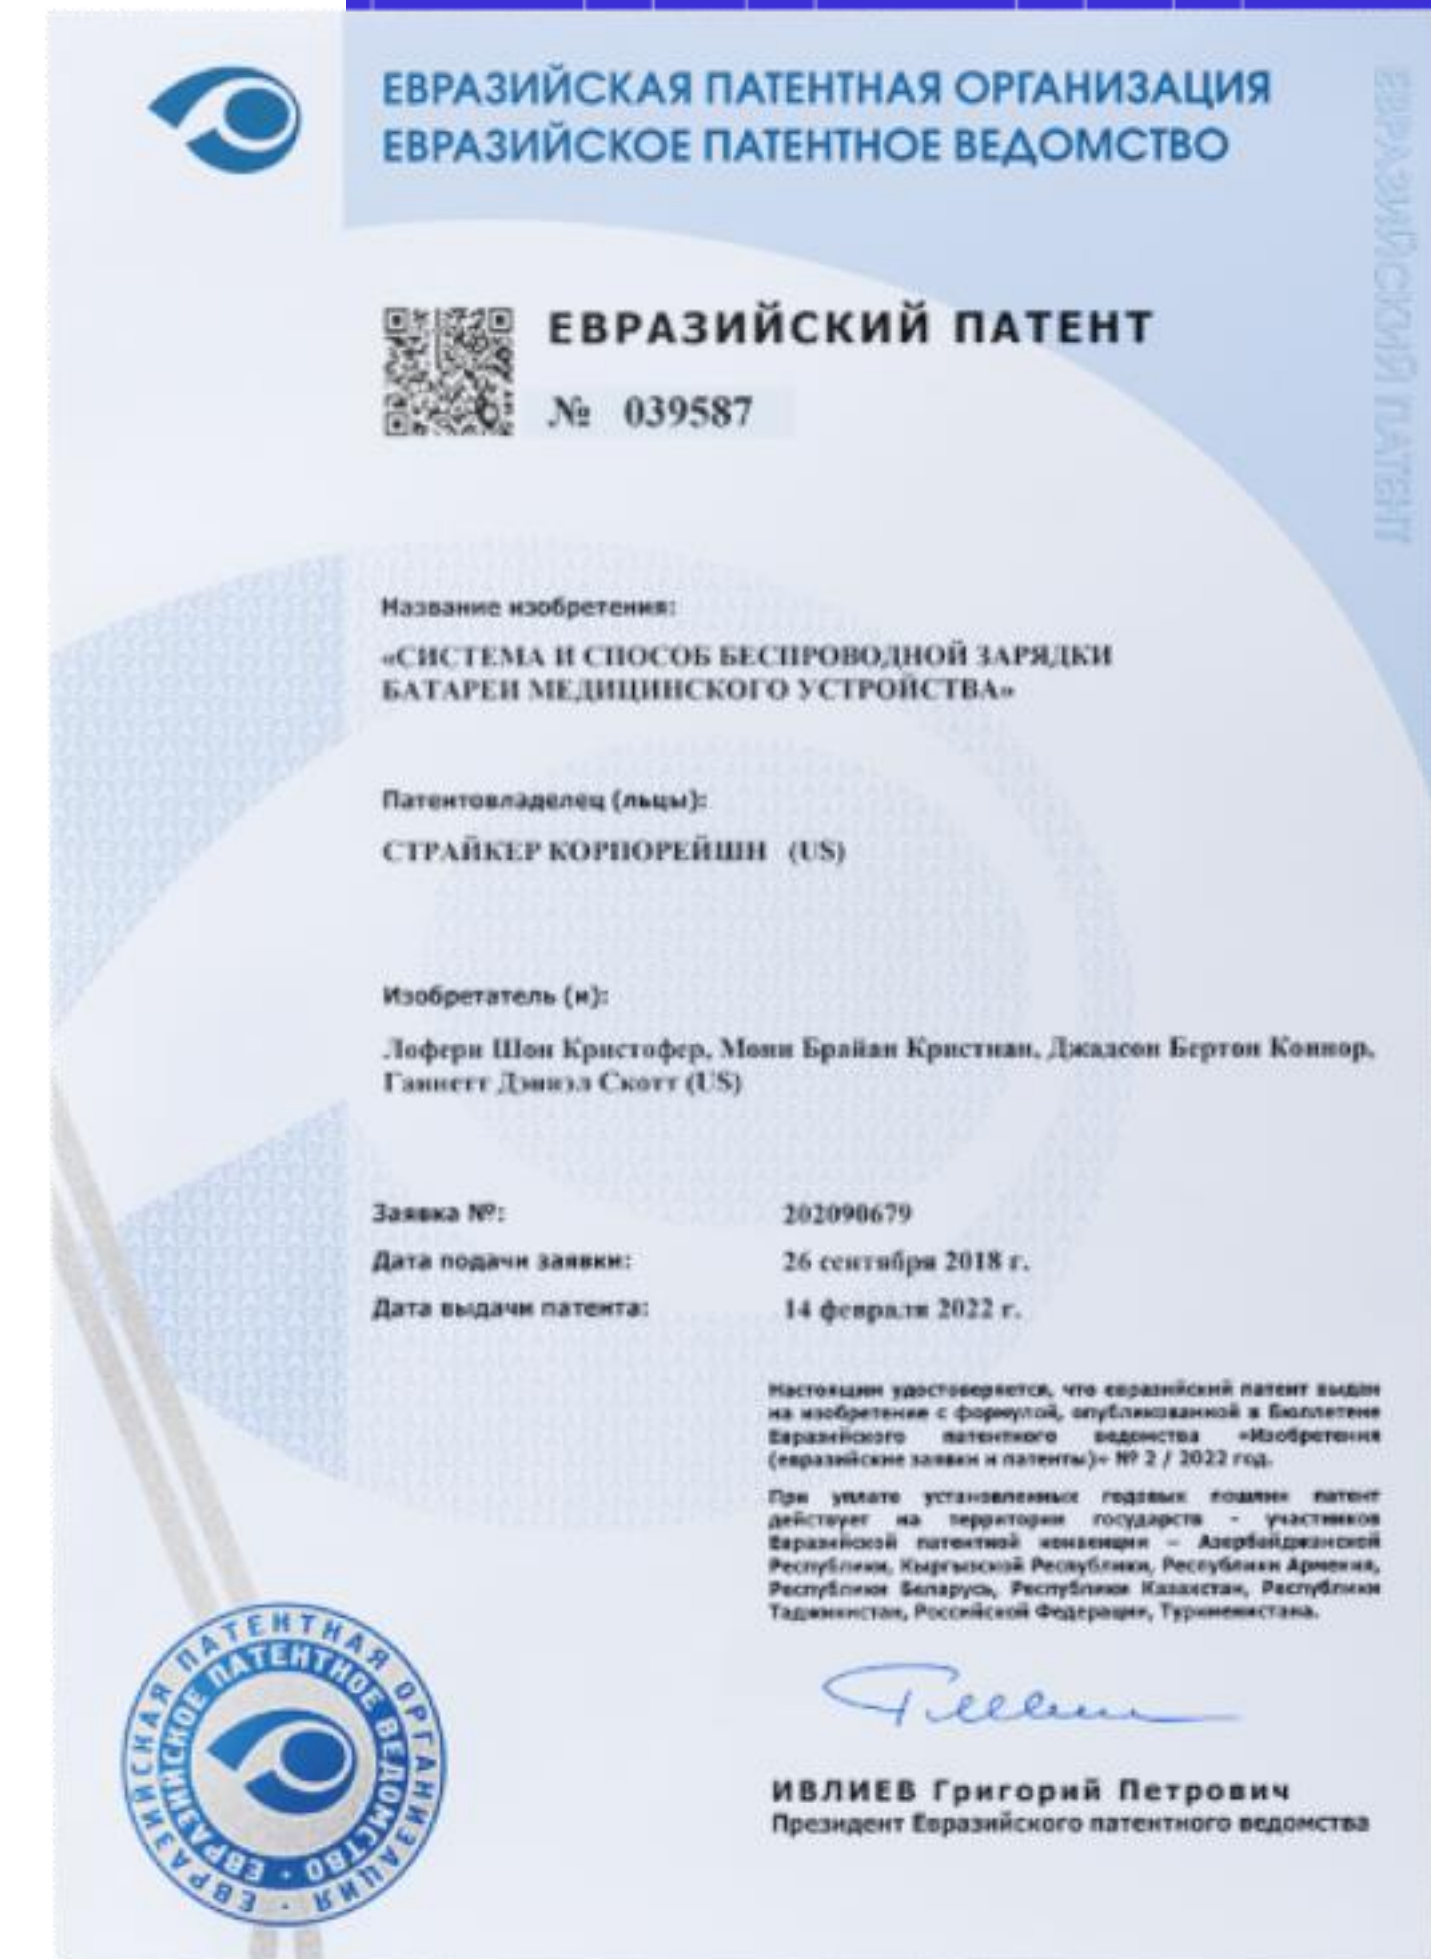 ЕВРАЗИЙСКАЯ ПАТЕНТНАЯ ОРГАНИЗАЦИЯ
ЕВРАЗИЙСКОЕ ПАТЕНТНОЕ ВЕДОМСТВО
ЕВРАЗИЙСКИЙ ПАТЕНТ
ЕВРАЗИЙСКИЙ ПАТЕНТ
№ 039587
Название изобретения:
«СИСТЕМА И СПОСОБ БЕСПРОВОДНОЙ ЗАРЯДКИ
БАТАРЕИ МЕДИЦИНСКОГО УСТРОЙСТВА»
Патентовладелец (льцы):
СТРАЙКЕР КОРПОРЕЙШН (US)
Изобретатель (и):
Лофери Шон Кристофер, Мони Брайан Кристиан, Джадсон Бертон Коннор,
Ганнетт Дэниэл Скотт (US)
Заявка №: 202090679
Дата подачи заявки: 26 сентября 2018 г.
Дата выдачи патента: 14 февраля 2022 г.
Настоящим удостоверяется, что евразийский патент выдан
на изобретение с формулой, опубликованной в Бюллетене
Евразийского патентного ведомства «Изобретения
(евразийские заявки и патенты)» № 2 / 2022 год.
При уплате установленных годовых пошлин патент
действует на территории государств - участников
Евразийской патентной конвенции – Азербайджанской
Республики, Кыргызской Республики, Республики Армения,
Республики Беларусь, Республики Казахстан, Республики
Таджикистан, Российской Федерации, Туркменистана.
ИВЛИЕВ Григорий Петрович
Президент Евразийского патентного ведомства
ЕВРАЗИЙСКАЯ ПАТЕНТНАЯ ОРГАНИЗАЦИЯ
ЕВРАЗИЙСКОЕ ПАТЕНТНОЕ ВЕДОМСТВО